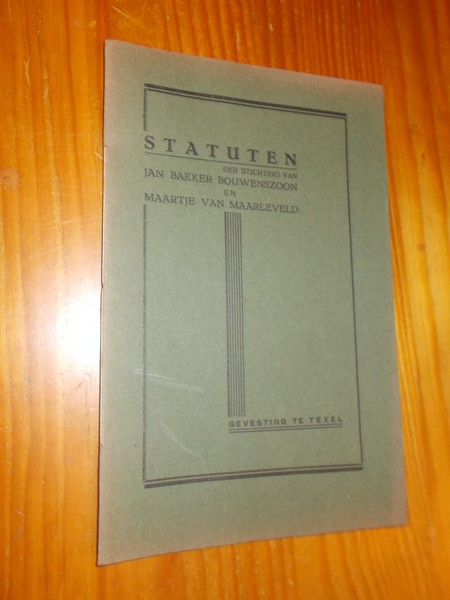 STATUTEN
DER STICHTING VAN
JAN BAKKER BOUWENSZOON
EN
MAARTJE VAN MAARLEVELD
GEVESTIGD TE TEXEL